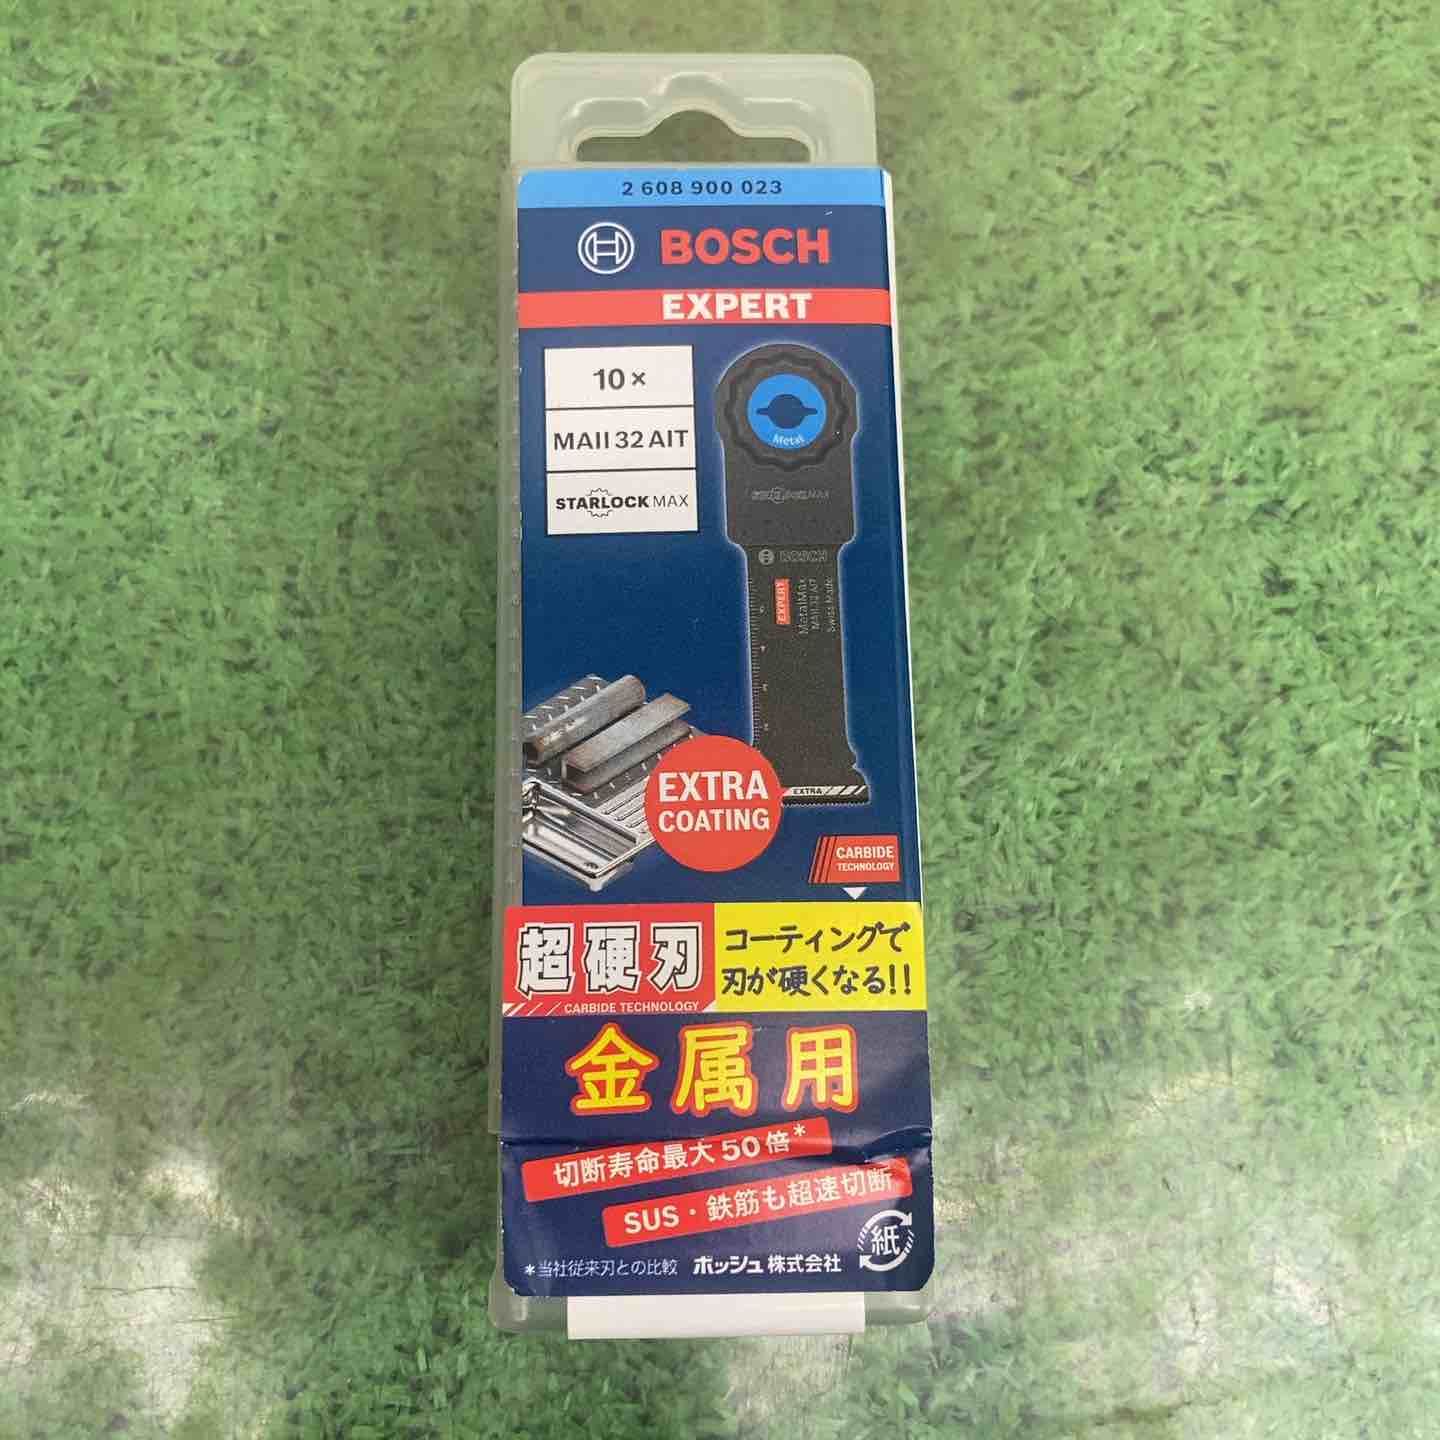 2 608 900 023
BOSCH
EXPERT
10×
MAII 32 AIT
STARLOCK MAX
Metal
STARLOCKMAX
BOSCH
EXPERT
MetalMax
MAII 32 AIT
Swiss Made
EXTRA
EXTRA
COATING
CARBIDE
TECHNOLOGY
超硬刃
CARBIDE TECHNOLOGY
コーティングで
刃が硬くなる!!
金属用
切断寿命最大50倍*
SUS・鉄筋も超速切断
*当社従来刃との比較 ボッシュ株式会社
紙